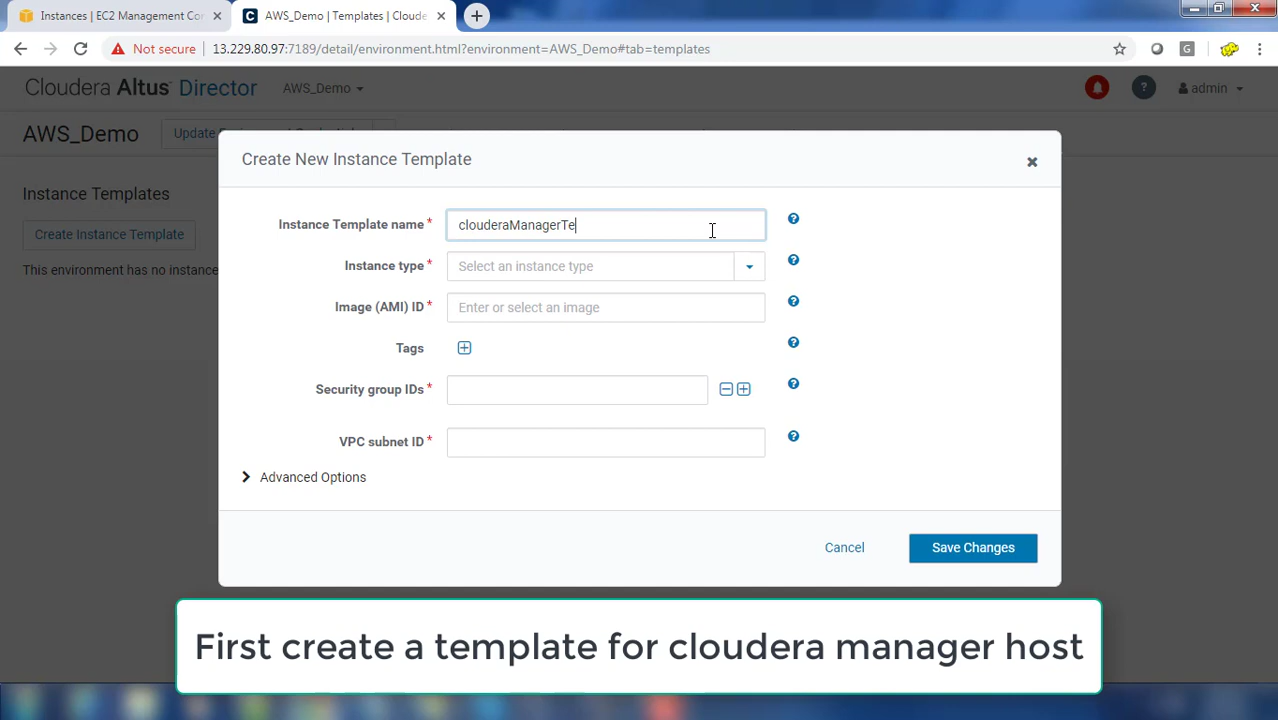 Instances | EC2 Management Con
AWS_Demo | Templates | Cloude
Not secure | 13.229.80.97:7189/detail/environment.html?environment=AWS_Demo#tab=templates
Cloudera Altus Director AWS_Demo
admin
AWS_Demo
Instance Templates
Create Instance Template
This environment has no instance
Create New Instance Template
Instance Template name * clouderaManagerTe
Instance type * Select an instance type
Image (AMI) ID * Enter or select an image
Tags
Security group IDs *
VPC subnet ID *
Advanced Options
Cancel Save Changes
First create a template for cloudera manager host